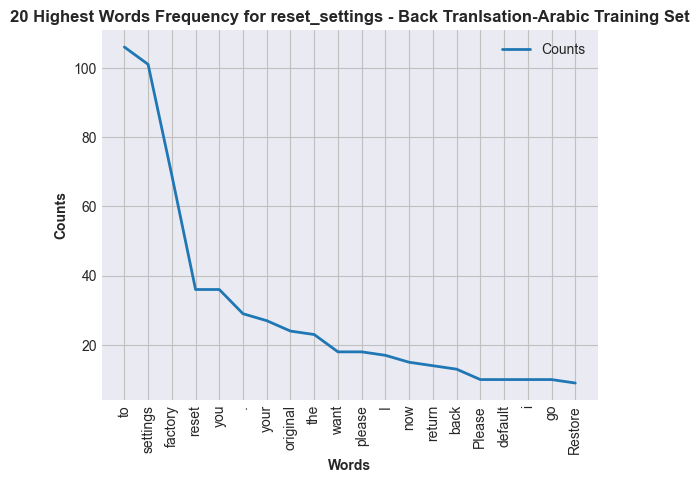 20 Highest Words Frequency for reset_settings - Back Tranlsation-Arabic Training Set
Counts
100
80
60
40
20
Counts
to
settings
factory
reset
you
.
your
original
the
want
please
I
now
return
back
Please
default
i
go
Restore
Words